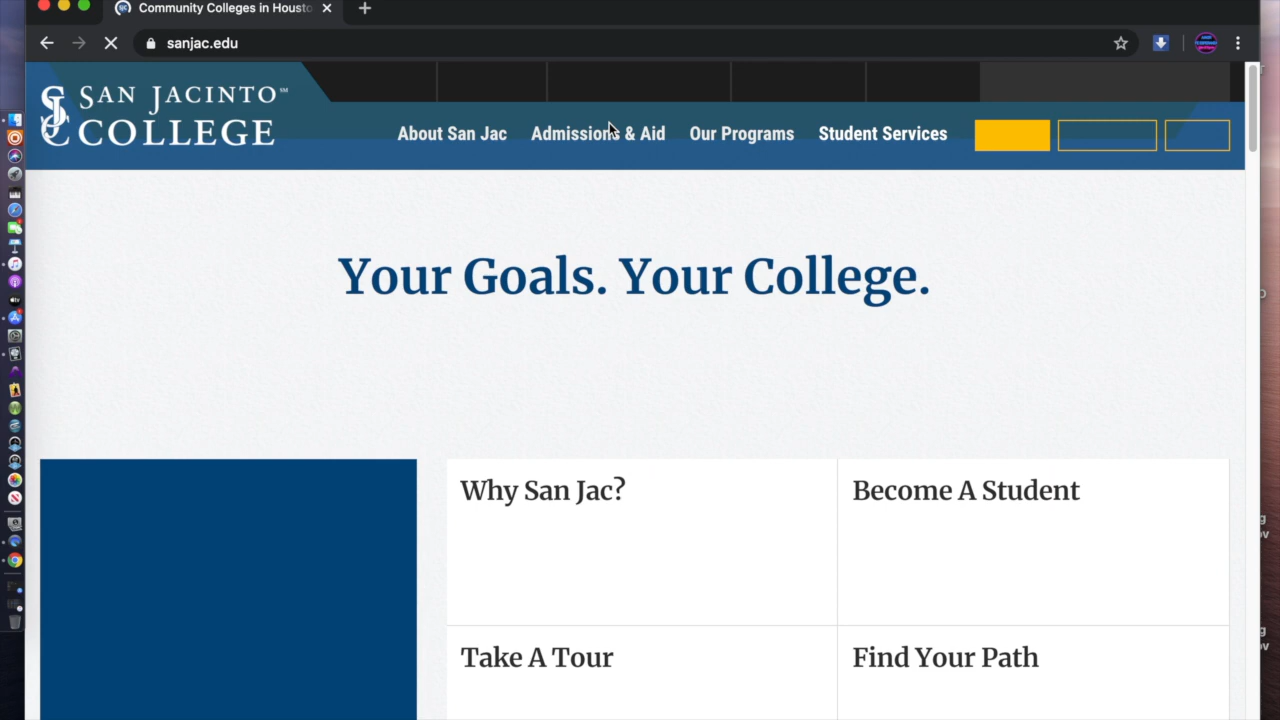 Community Colleges in Housto
sanjac.edu
SAN JACINTO™
COLLEGE
About San Jac
Admissions & Aid
Our Programs
Student Services
Your Goals. Your College.
Why San Jac?
Become A Student
Take A Tour
Find Your Path